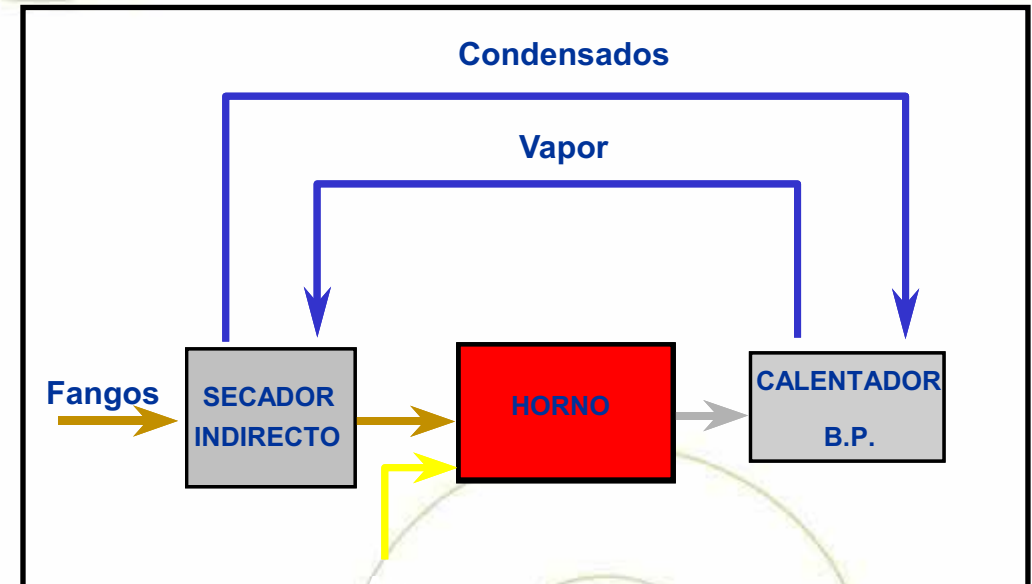 Condensados
Vapor
Fangos
SECADOR
INDIRECTO
HORNO
CALENTADOR
B.P.